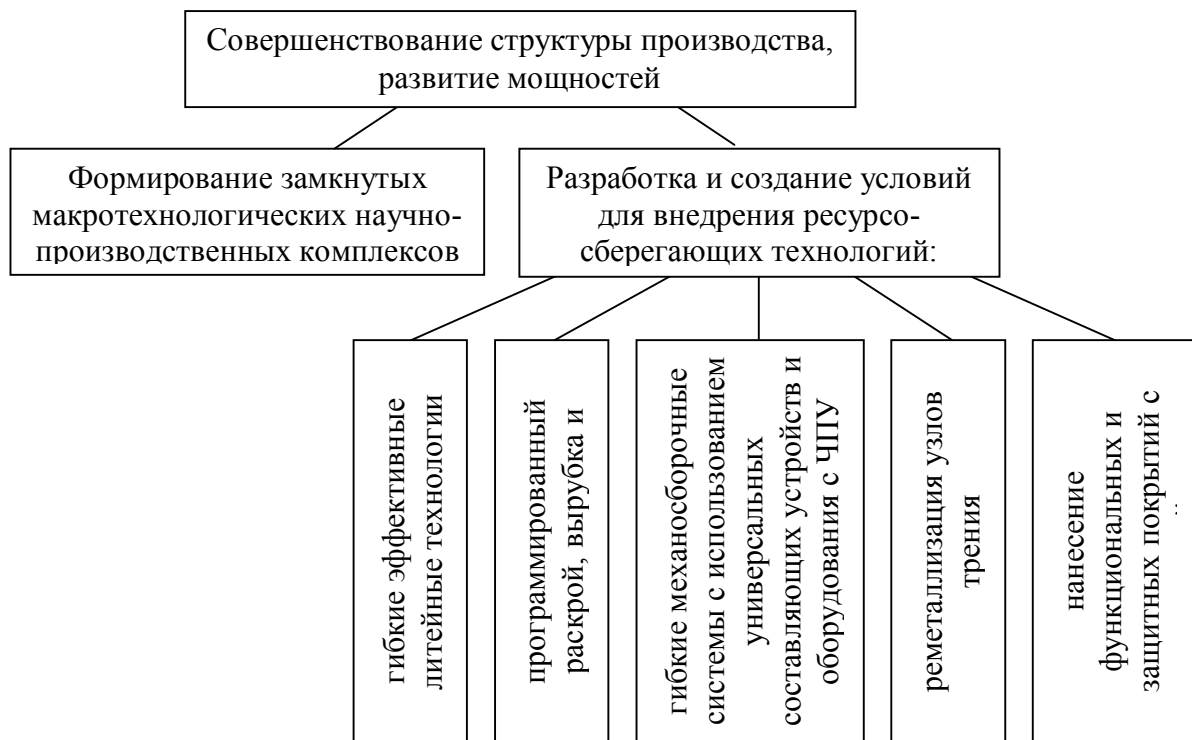 Совершенствование структуры производства,
развитие мощностей
Формирование замкнутых
макротехнологических научно-
производственных комплексов
Разработка и создание условий
для внедрения ресурсо-
сберегающих технологий:
гибкие эффективные
литейные технологии
программированный
раскрой, вырубка и
гибкие механосборочные
системы с использованием
универсальных
составляющих устройств и
оборудования с ЧПУ
реметаллизация узлов
трения
нанесение
функциональных и
защитных покрытий с